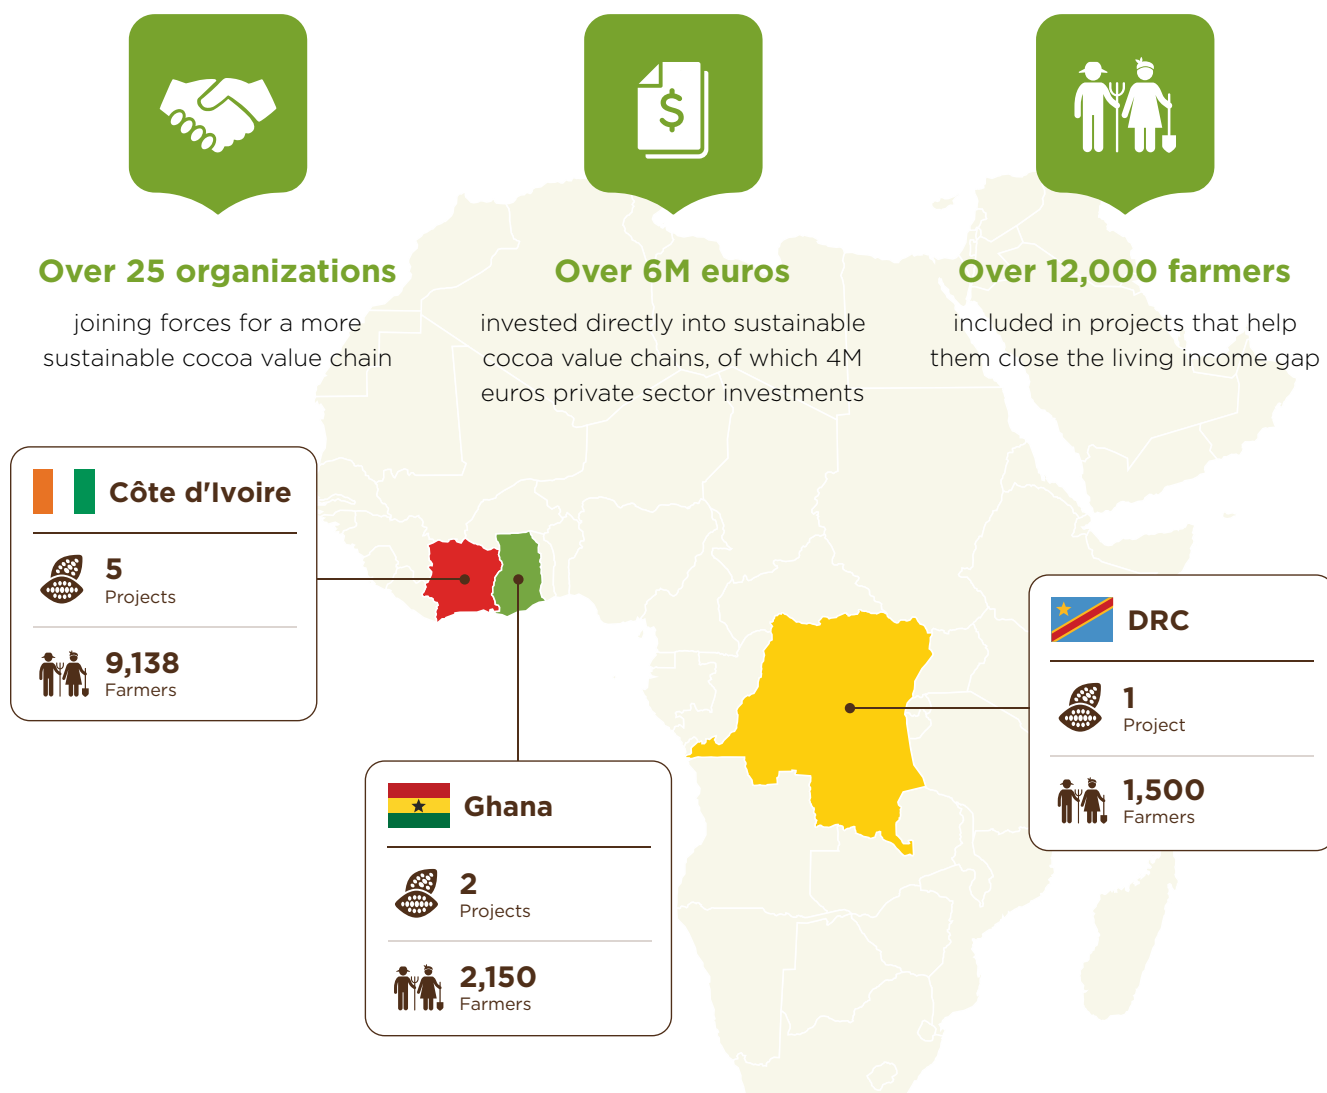 Over 25 organizations
joining forces for a more
sustainable cocoa value chain
Over 6M euros
invested directly into sustainable
cocoa value chains, of which 4M
euros private sector investments
Over 12,000 farmers
included in projects that help
them close the living income gap
Côte d'Ivoire
5
Projects
9,138
Farmers
Ghana
2
Projects
2,150
Farmers
DRC
1
Project
1,500
Farmers